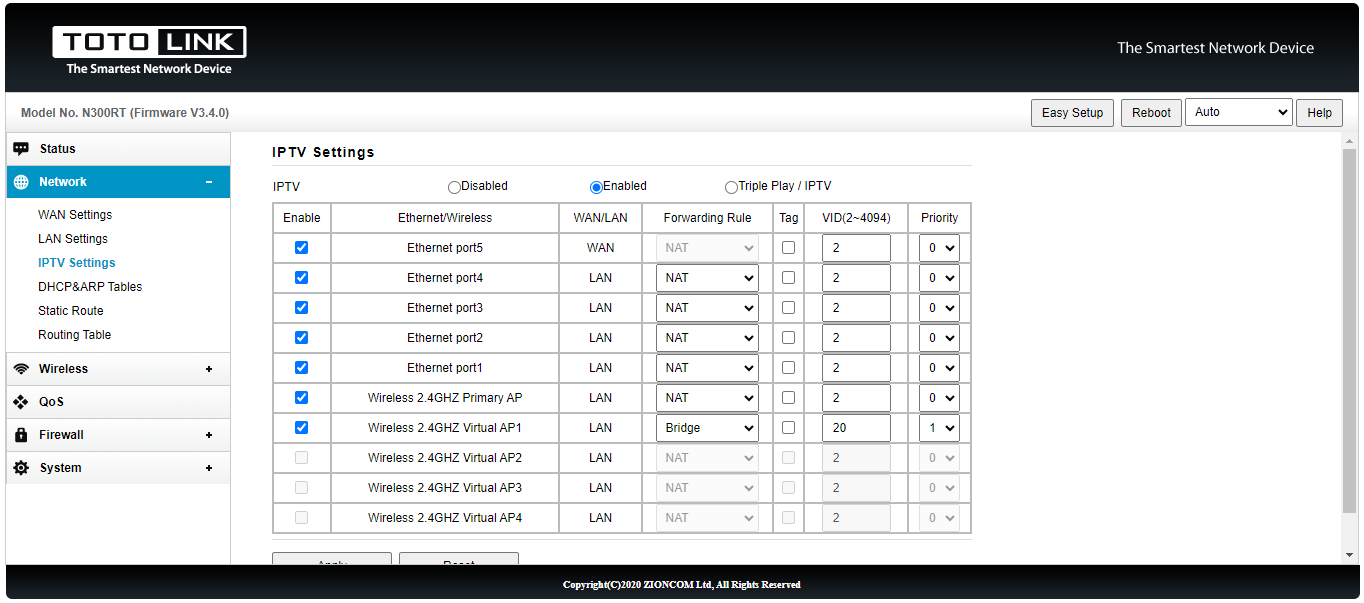 TOTO LINK
The Smartest Network Device
The Smartest Network Device
Model No. N300RT (Firmware V3.4.0)
Easy Setup
Reboot
Auto
Help
Status
Network –
WAN Settings
LAN Settings
IPTV Settings
DHCP&ARP Tables
Static Route
Routing Table
Wireless +
QoS
Firewall +
System +
IPTV Settings
IPTV Disabled Enabled Triple Play / IPTV
Enable Ethernet/Wireless WAN/LAN Forwarding Rule Tag VID(2~4094) Priority
Ethernet port5 WAN NAT 2 0
Ethernet port4 LAN NAT 2 0
Ethernet port3 LAN NAT 2 0
Ethernet port2 LAN NAT 2 0
Ethernet port1 LAN NAT 2 0
Wireless 2.4GHZ Primary AP LAN NAT 2 0
Wireless 2.4GHZ Virtual AP1 LAN Bridge 20 1
Wireless 2.4GHZ Virtual AP2 LAN NAT 2 0
Wireless 2.4GHZ Virtual AP3 LAN NAT 2 0
Wireless 2.4GHZ Virtual AP4 LAN NAT 2 0
Apply Reset
Copyright(C)2020 ZIONCOM Ltd, All Rights Reserved